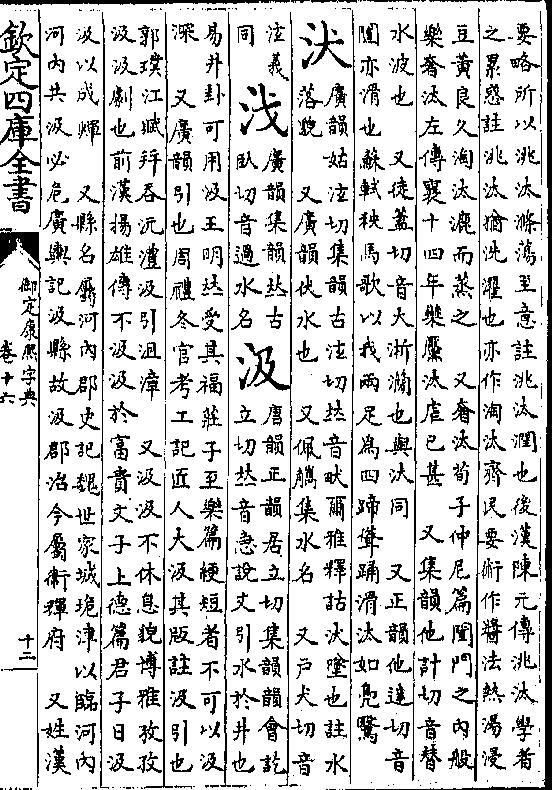 要略所以洮汰滌蕩至意註洮汰潤也後漢陳元傳洮汰學者
之累惑註洮汰猶洗濯也亦作淘汰齊民要術作醬法熱湯浸
豆黃良久淘汰漉而蒸之　又奢汰荀子仲尼篇閨門之內般
樂奢汰左傳襄十四年欒黶汰虐已甚　又集韻他計切音替
水波也　又徒蓋切音大淅澗也與汏同　又正韻他達切音
闥亦滑也蘇軾秧馬歌以我兩足為四蹄聳踊滑汰如鳧鷖
汱
廣韻姑泫切集韻古泫切𠀤音畎爾雅釋詁汱墜也註水
落貌　又廣韻伏水也　又佩觿集水名　又戶犬切音
泫義
同
廣韻集韻𠀤古
臥切音過水名
汲
唐韻正韻居立切集韻韻會訖
立切𠀤音急說文引水於井也
易井卦可用汲王明𠀤受其福莊子至樂篇綆短者不可以汲
深　又廣韻引也周禮冬官考工記匠人大汲其版註汲引也
郭璞江賦幷吞沅澧汲引沮漳　又汲汲不休息貌博雅孜孜
汲汲劇也前漢揚雄傳不汲汲於富貴文子上德篇君子日汲
汲以成輝　又縣名屬河內郡史記魏世家城垝津以臨河內
河內共汲必危廣輿記汲縣故汲郡治今屬衛輝府　又姓漢
欽定四庫全書
御定康熙字典
卷十六
十二